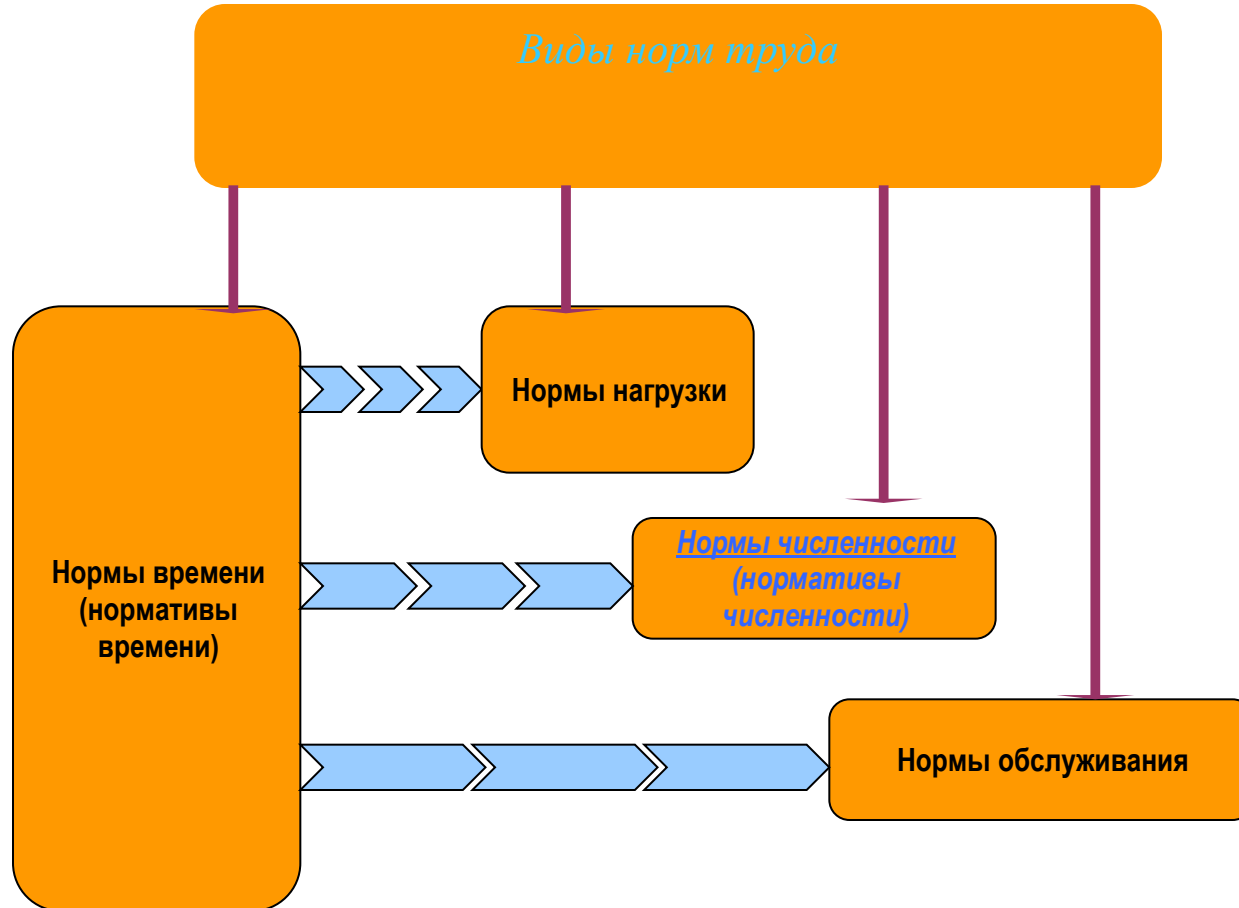 Виды норм труда
Нормы нагрузки
Нормы численности
(нормативы
численности)
Нормы времени
(нормативы
времени)
Нормы обслуживания